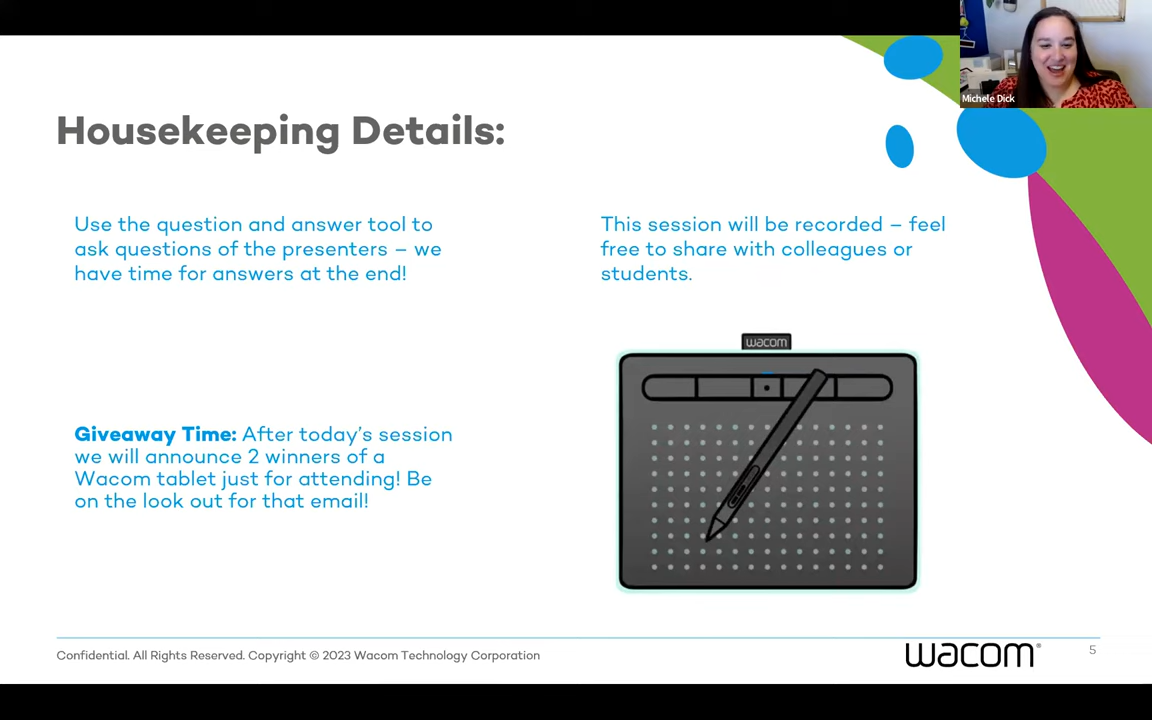 Michele Dick
Housekeeping Details:
Use the question and answer tool to
ask questions of the presenters – we
have time for answers at the end!
This session will be recorded – feel
free to share with colleagues or
students.
wacom
Giveaway Time: After today's session
we will announce 2 winners of a
Wacom tablet just for attending! Be
on the look out for that email!
Confidential. All Rights Reserved. Copyright © 2023 Wacom Technology Corporation
wacom®
5